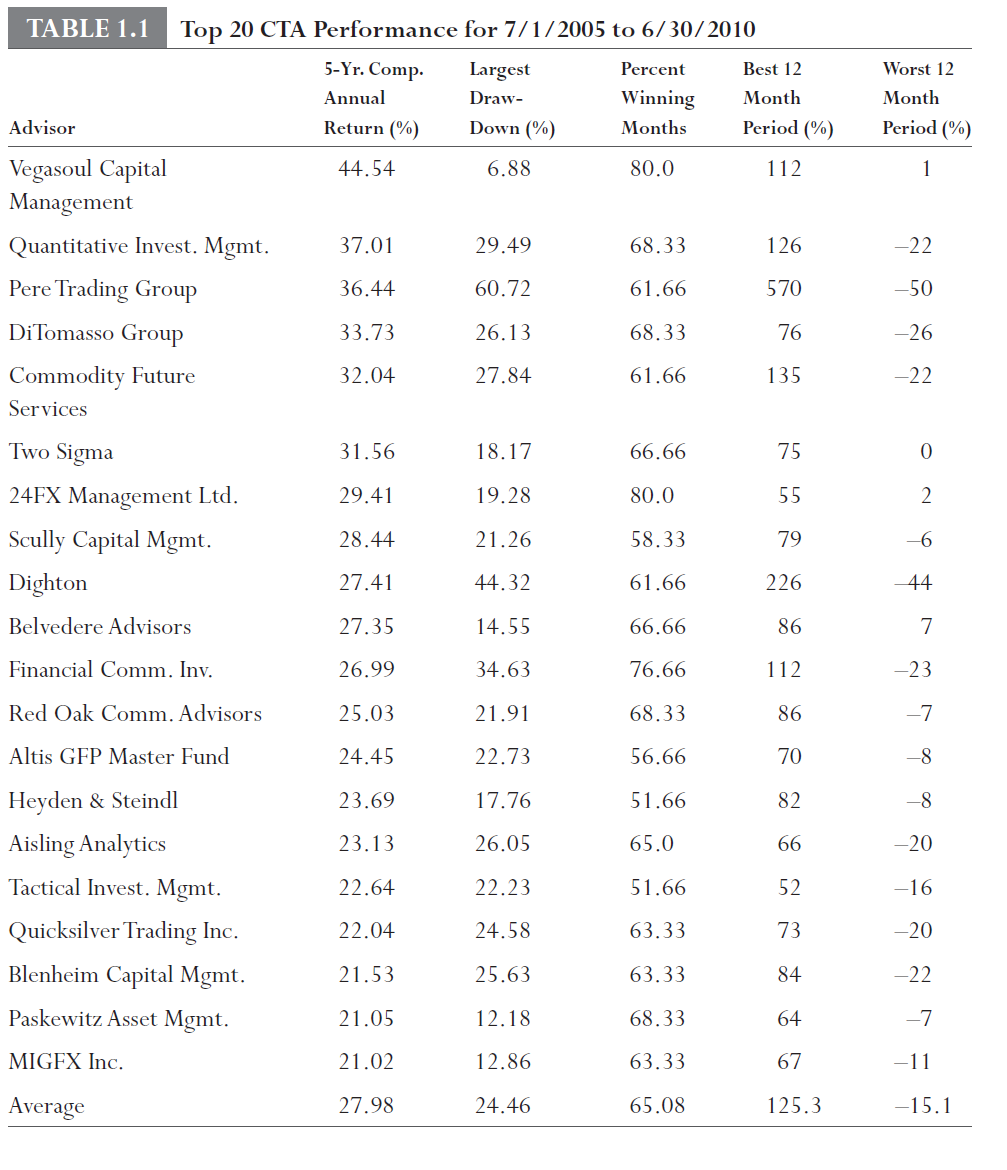 TABLE 1.1 Top 20 CTA Performance for 7/1/2005 to 6/30/2010
5-Yr. Comp. Largest Percent Best 12 Worst 12
Annual Draw- Winning Month Month
Advisor Return (%) Down (%) Months Period (%) Period (%)
Vegasoul Capital 44.54 6.88 80.0 112 1
Management
Quantitative Invest. Mgmt. 37.01 29.49 68.33 126 –22
Pere Trading Group 36.44 60.72 61.66 570 –50
DiTomasso Group 33.73 26.13 68.33 76 –26
Commodity Future 32.04 27.84 61.66 135 –22
Services
Two Sigma 31.56 18.17 66.66 75 0
24FX Management Ltd. 29.41 19.28 80.0 55 2
Scully Capital Mgmt. 28.44 21.26 58.33 79 –6
Dighton 27.41 44.32 61.66 226 –44
Belvedere Advisors 27.35 14.55 66.66 86 7
Financial Comm. Inv. 26.99 34.63 76.66 112 –23
Red Oak Comm. Advisors 25.03 21.91 68.33 86 –7
Altis GFP Master Fund 24.45 22.73 56.66 70 –8
Heyden & Steindl 23.69 17.76 51.66 82 –8
Aisling Analytics 23.13 26.05 65.0 66 –20
Tactical Invest. Mgmt. 22.64 22.23 51.66 52 –16
Quicksilver Trading Inc. 22.04 24.58 63.33 73 –20
Blenheim Capital Mgmt. 21.53 25.63 63.33 84 –22
Paskewitz Asset Mgmt. 21.05 12.18 68.33 64 –7
MIGFX Inc. 21.02 12.86 63.33 67 –11
Average 27.98 24.46 65.08 125.3 –15.1